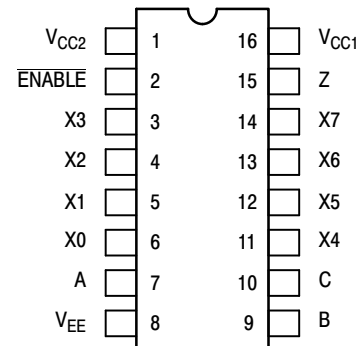 VCC2 1 16 VCC1
ENABLE 2 15 Z
X3 3 14 X7
X2 4 13 X6
X1 5 12 X5
X0 6 11 X4
A 7 10 C
VEE 8 9 B